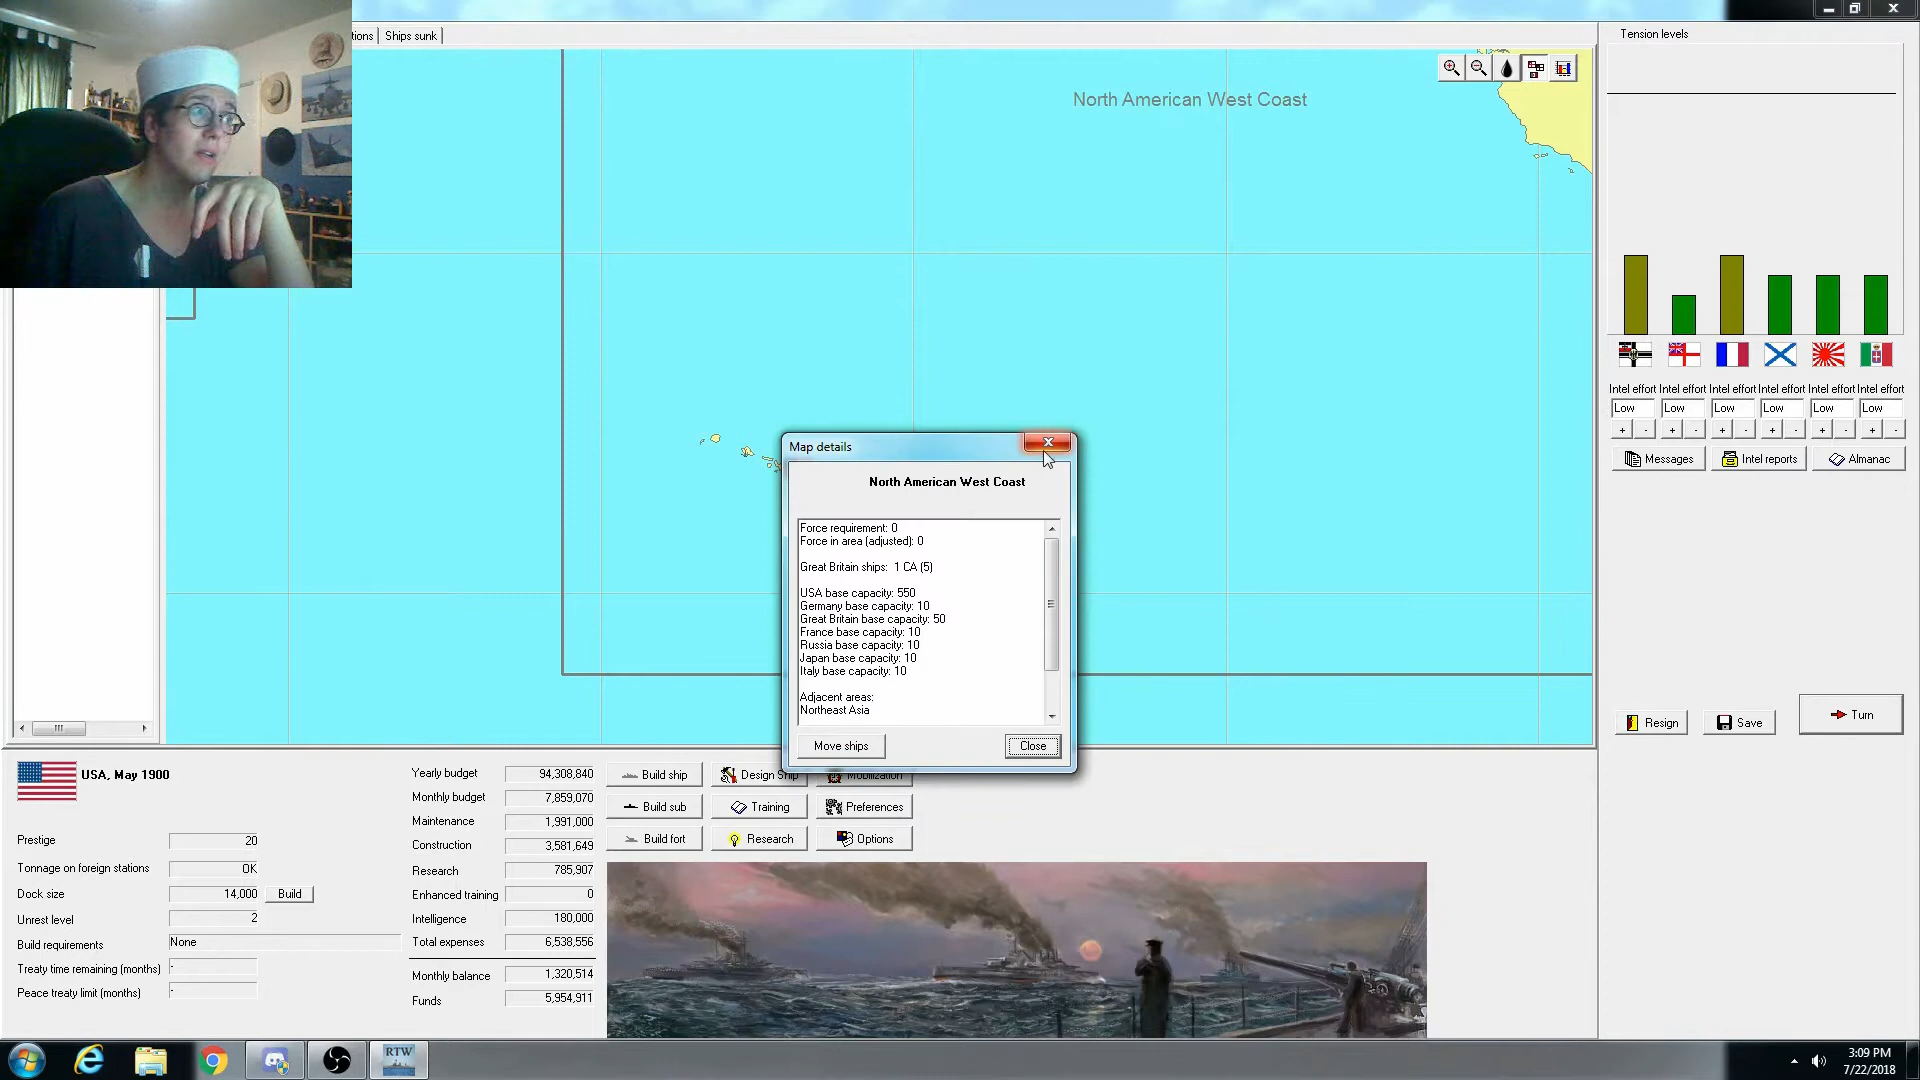 tions
Ships sunk
North American West Coast
Tension levels
Intel effort Intel effort Intel effort Intel effort Intel effort Intel effort
Low Low Low Low Low Low
+ - + - + - + - + - + -
Messages
Intel reports
Almanac
Map details
North American West Coast
Force requirement: 0
Force in area (adjusted): 0
Great Britain ships: 1 CA (5)
USA base capacity: 550
Germany base capacity: 10
Great Britain base capacity: 50
France base capacity: 10
Russia base capacity: 10
Japan base capacity: 10
Italy base capacity: 10
Adjacent areas:
Northeast Asia
Move ships
Close
Resign
Save
Turn
USA, May 1900
Prestige 20
Tonnage on foreign stations OK
Dock size 14,000 Build
Unrest level 2
Build requirements None
Treaty time remaining (months) -
Peace treaty limit (months) -
Yearly budget 94,308,840
Monthly budget 7,859,070
Maintenance 1,991,000
Construction 3,581,649
Research 785,907
Enhanced training 0
Intelligence 180,000
Total expenses 6,538,556
Monthly balance 1,320,514
Funds 5,954,911
Build ship
Design Ship
Mobilization
Build sub
Training
Preferences
Build fort
Research
Options
RTW
3:09 PM
7/22/2018